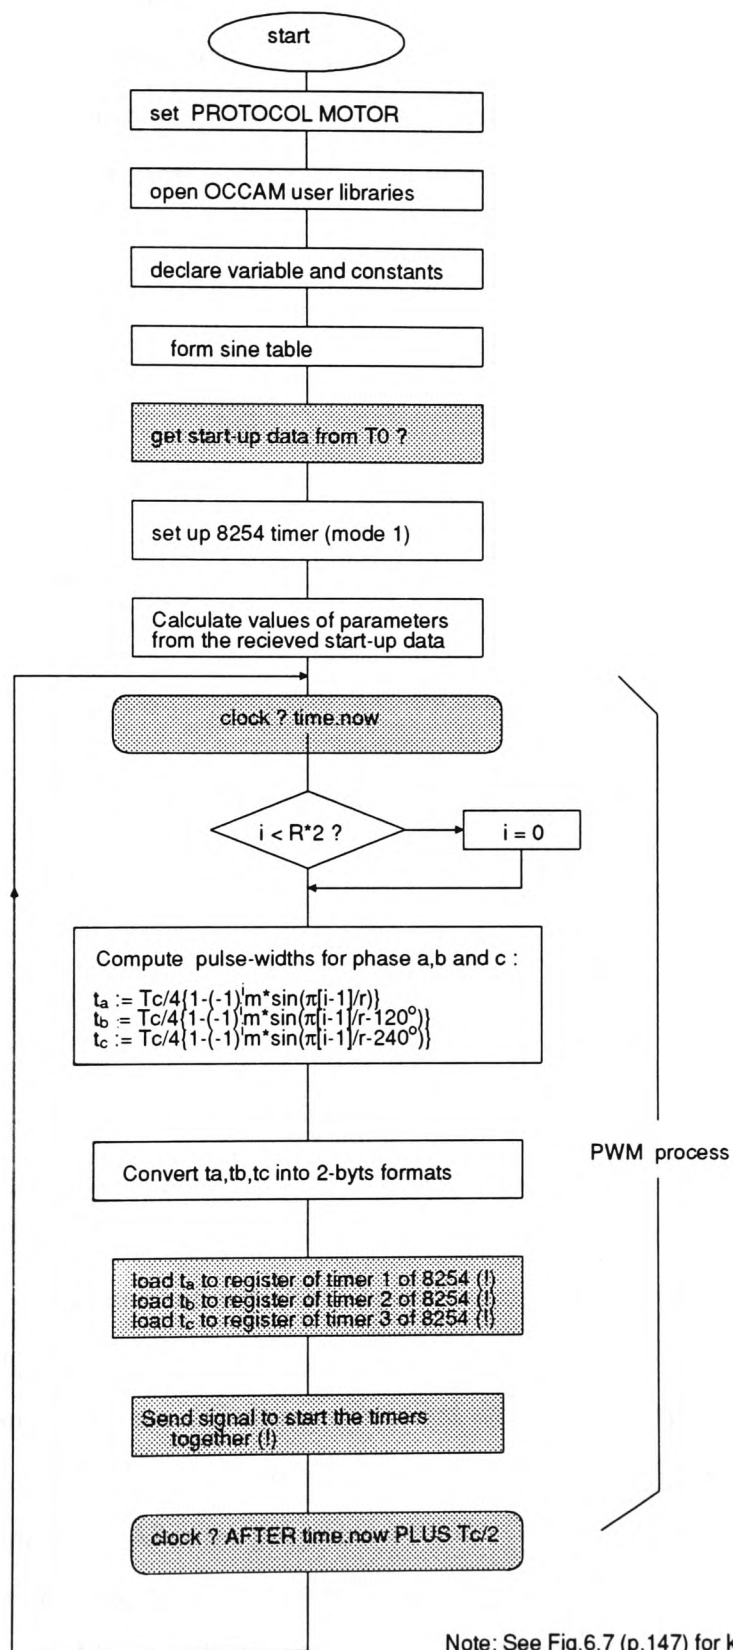 start
set PROTOCOL MOTOR
open OCCAM user libraries
declare variable and constants
form sine table
get start-up data from T0 ?
set up 8254 timer (mode 1)
Calculate values of parameters
from the recieved start-up data
clock ? time.now
i < R*2 ?
i = 0
Compute pulse-widths for phase a,b and c :
ta := Tc/4{1-(-1)^i m*sin(π[i-1]/r)}
tb := Tc/4{1-(-1)^i m*sin(π[i-1]/r-120°)}
tc := Tc/4{1-(-1)^i m*sin(π[i-1]/r-240°)}
PWM process
Convert ta,tb,tc into 2-byts formats
load ta to register of timer 1 of 8254 (!)
load tb to register of timer 2 of 8254 (!)
load tc to register of timer 3 of 8254 (!)
Send signal to start the timers
together (!)
clock ? AFTER time.now PLUS Tc/2
Note: See Fig.6.7 (p.147) for